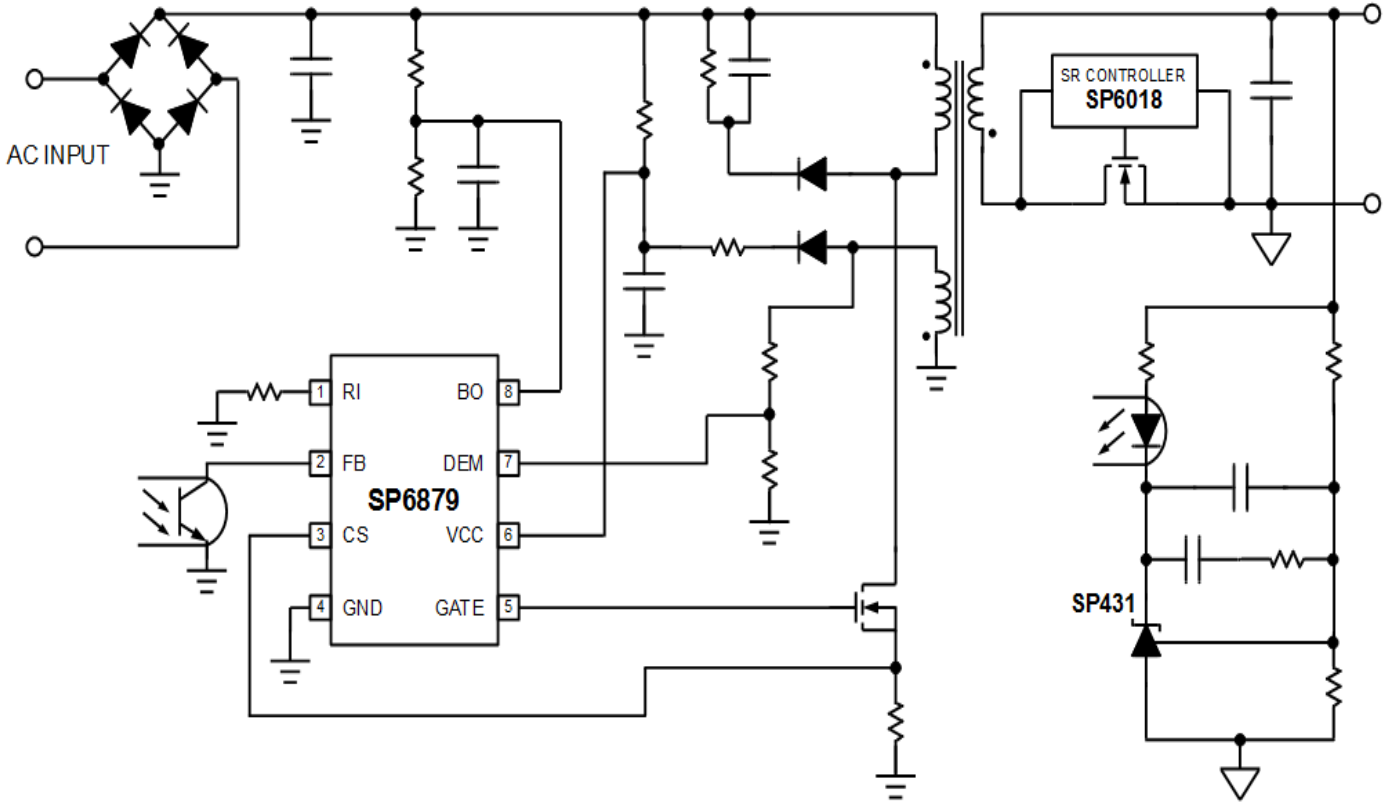 SR CONTROLLER
SP6018
AC INPUT
1 RI BO 8
2 FB DEM 7
SP6879
3 CS VCC 6
4 GND GATE 5
SP431